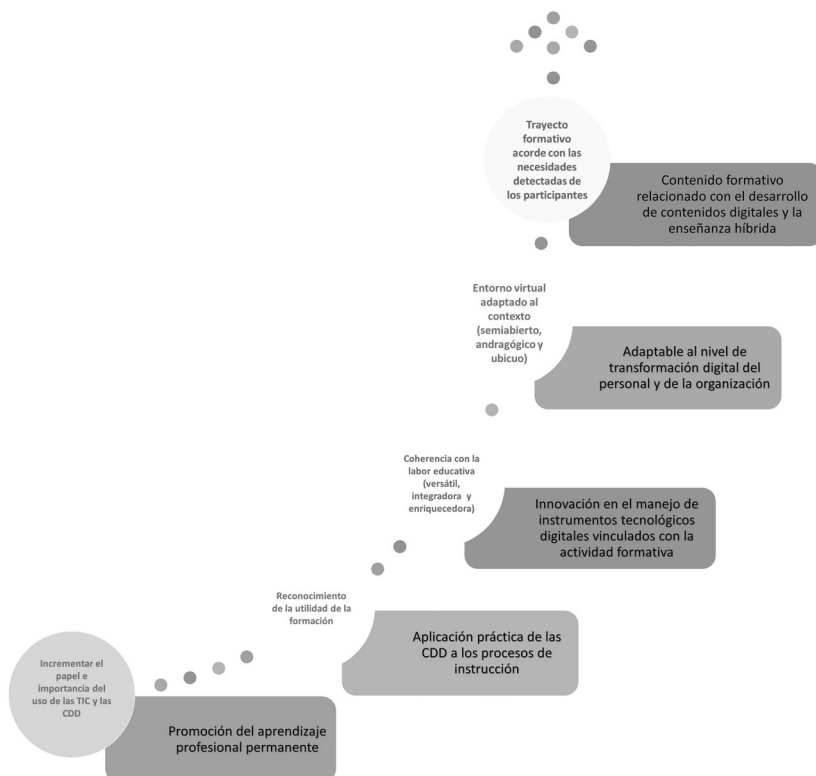 Trayecto
formativo
acorde con las
necesidades
detectadas de
los participantes
Contenido formativo
relacionado con el desarrollo
de contenidos digitales y la
enseñanza híbrida
Entorno virtual
adaptado al
contexto
(semiabierto,
andragógico y
ubicuo)
Adaptable al nivel de
transformación digital del
personal y de la organización
Coherencia con la
labor educativa
(versátil,
integradora y
enriquecedora)
Innovación en el manejo de
instrumentos tecnológicos
digitales vinculados con la
actividad formativa
Reconocimiento
de la utilidad de la
formación
Aplicación práctica de las
CDD a los procesos de
instrucción
Incrementar el
papel e
importancia del
uso de las TIC y las
CDD
Promoción del aprendizaje
profesional permanente